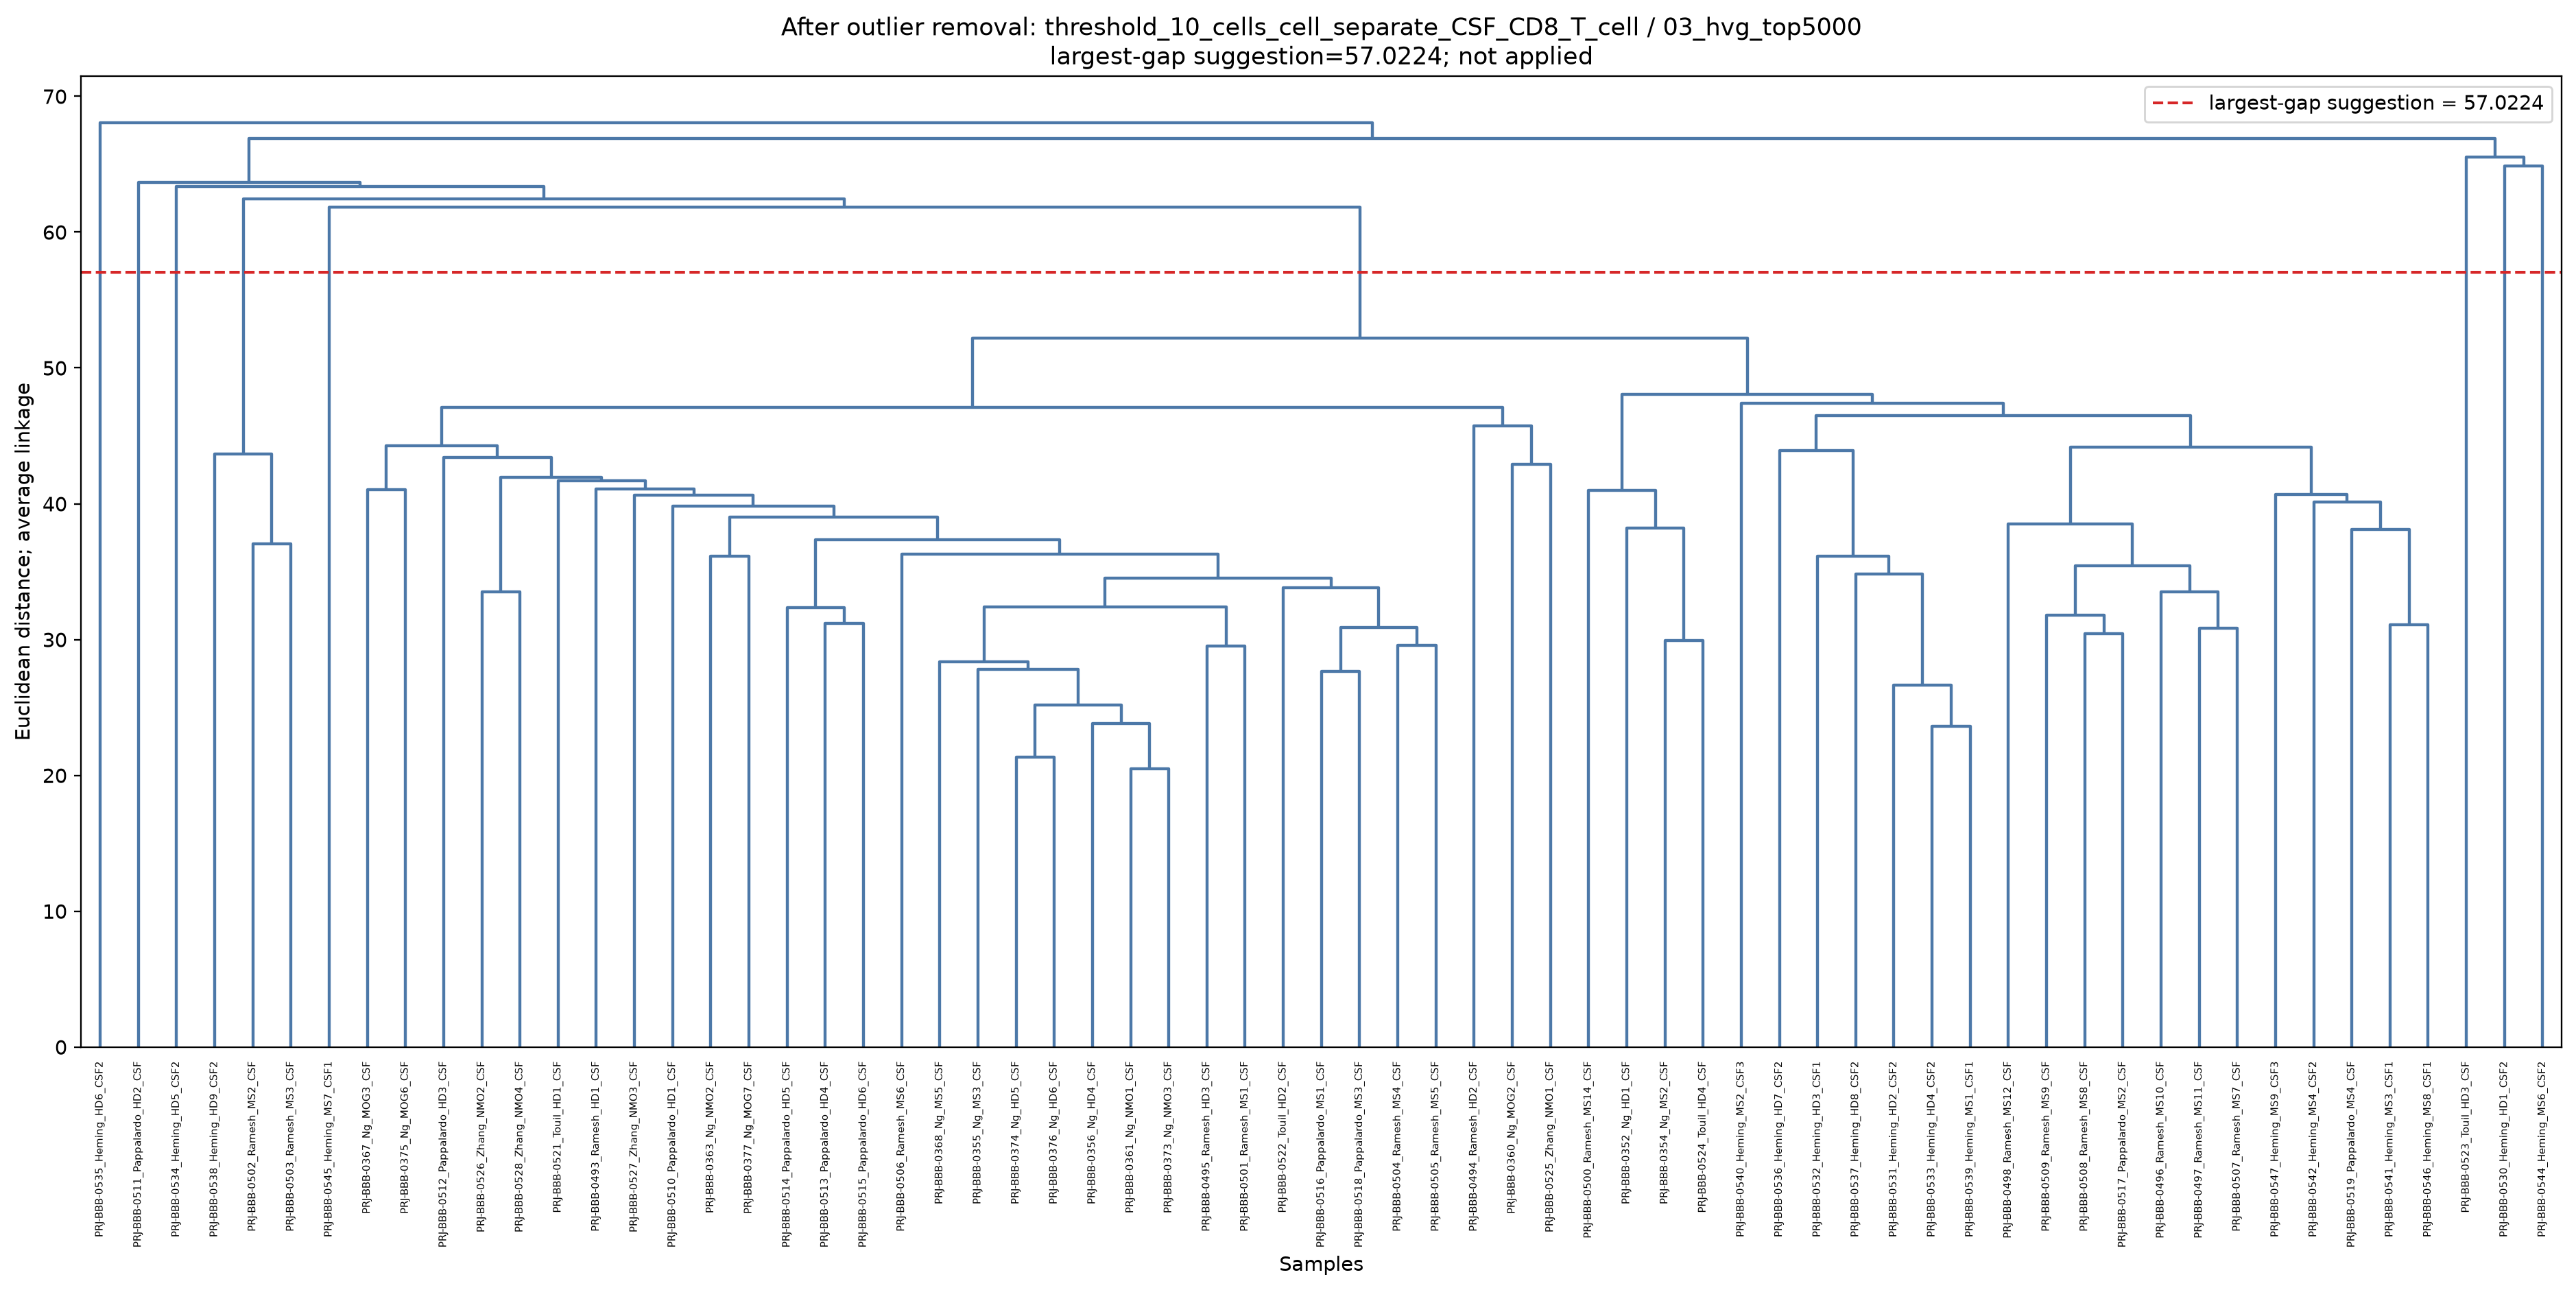 After outlier removal: threshold_10_cells_cell_separate_CSF_CD8_T_cell / 03_hvg_top5000
largest-gap suggestion=57.0224; not applied
largest-gap suggestion = 57.0224
Euclidean distance; average linkage
70
60
50
40
30
20
10
0
PRJ-BBB-0535_Heming_HD6_CSF2
PRJ-BBB-0511_Pappalardo_HD2_CSF
PRJ-BBB-0534_Heming_HD5_CSF2
PRJ-BBB-0538_Heming_HD9_CSF2
PRJ-BBB-0502_Ramesh_MS2_CSF
PRJ-BBB-0503_Ramesh_MS3_CSF
PRJ-BBB-0545_Heming_MS7_CSF1
PRJ-BBB-0367_Ng_MOG3_CSF
PRJ-BBB-0375_Ng_MOG6_CSF
PRJ-BBB-0512_Pappalardo_HD3_CSF
PRJ-BBB-0526_Zhang_NMO2_CSF
PRJ-BBB-0528_Zhang_NMO4_CSF
PRJ-BBB-0521_Touil_HD1_CSF
PRJ-BBB-0493_Ramesh_HD1_CSF
PRJ-BBB-0527_Zhang_NMO3_CSF
PRJ-BBB-0510_Pappalardo_HD1_CSF
PRJ-BBB-0363_Ng_NMO2_CSF
PRJ-BBB-0377_Ng_MOG7_CSF
PRJ-BBB-0514_Pappalardo_HD5_CSF
PRJ-BBB-0513_Pappalardo_HD4_CSF
PRJ-BBB-0515_Pappalardo_HD6_CSF
PRJ-BBB-0506_Ramesh_MS6_CSF
PRJ-BBB-0368_Ng_MS5_CSF
PRJ-BBB-0355_Ng_MS3_CSF
PRJ-BBB-0374_Ng_HD5_CSF
PRJ-BBB-0376_Ng_HD6_CSF
PRJ-BBB-0356_Ng_HD4_CSF
PRJ-BBB-0361_Ng_NMO1_CSF
PRJ-BBB-0373_Ng_NMO3_CSF
PRJ-BBB-0495_Ramesh_HD3_CSF
PRJ-BBB-0501_Ramesh_MS1_CSF
PRJ-BBB-0522_Touil_HD2_CSF
PRJ-BBB-0516_Pappalardo_MS1_CSF
PRJ-BBB-0518_Pappalardo_MS3_CSF
PRJ-BBB-0504_Ramesh_MS4_CSF
PRJ-BBB-0505_Ramesh_MS5_CSF
PRJ-BBB-0494_Ramesh_HD2_CSF
PRJ-BBB-0360_Ng_MOG2_CSF
PRJ-BBB-0525_Zhang_NMO1_CSF
PRJ-BBB-0500_Ramesh_MS14_CSF
PRJ-BBB-0352_Ng_HD1_CSF
PRJ-BBB-0354_Ng_MS2_CSF
PRJ-BBB-0524_Touil_HD4_CSF
PRJ-BBB-0540_Heming_MS2_CSF3
PRJ-BBB-0536_Heming_HD7_CSF2
PRJ-BBB-0532_Heming_HD3_CSF1
PRJ-BBB-0537_Heming_HD8_CSF2
PRJ-BBB-0531_Heming_HD2_CSF2
PRJ-BBB-0533_Heming_HD4_CSF2
PRJ-BBB-0539_Heming_MS1_CSF1
PRJ-BBB-0498_Ramesh_MS12_CSF
PRJ-BBB-0509_Ramesh_MS9_CSF
PRJ-BBB-0508_Ramesh_MS8_CSF
PRJ-BBB-0517_Pappalardo_MS2_CSF
PRJ-BBB-0496_Ramesh_MS10_CSF
PRJ-BBB-0497_Ramesh_MS11_CSF
PRJ-BBB-0507_Ramesh_MS7_CSF
PRJ-BBB-0547_Heming_MS9_CSF3
PRJ-BBB-0542_Heming_MS4_CSF2
PRJ-BBB-0519_Pappalardo_MS4_CSF
PRJ-BBB-0541_Heming_MS3_CSF1
PRJ-BBB-0546_Heming_MS8_CSF1
PRJ-BBB-0523_Touil_HD3_CSF
PRJ-BBB-0530_Heming_HD1_CSF2
PRJ-BBB-0544_Heming_MS6_CSF2
Samples